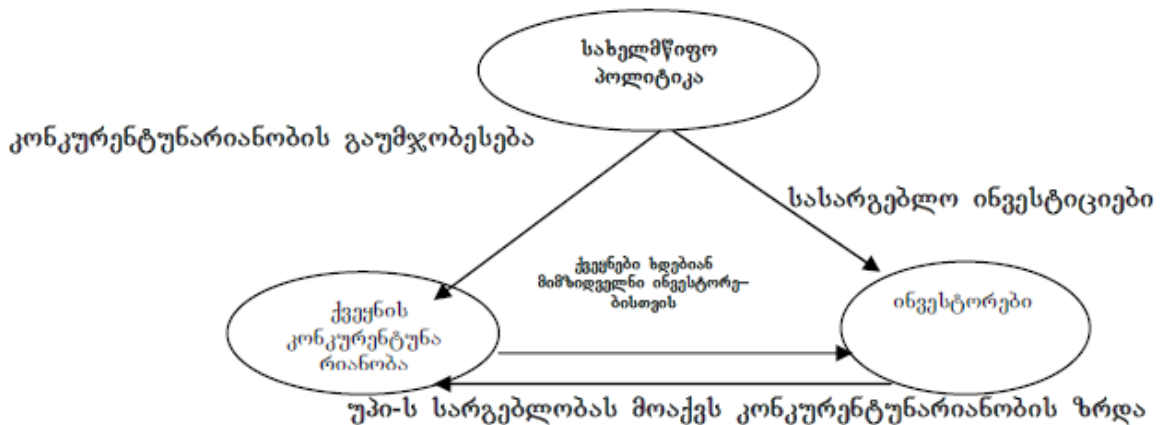 სახელმწიფო
პოლიტიკა
კონკურენტუნარიანობის გაუმჯობესება
სასარგებლო ინვესტიციები
ქვეყნები ხდებიან
მიმზიდველნი ინვესტორე–
ბისთვის
ქვეყნის
კონკურენტუნა
რიანობა
ინვესტორები
უპი-ს სარგებლობას მოაქვს კონკურენტუნარიანობის ზრდა